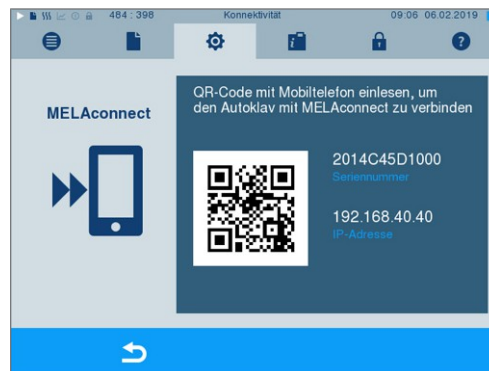 484 : 398
Konnektivität
09:06 06.02.2019
MELAconnect
QR-Code mit Mobiltelefon einlesen, um
den Autoklav mit MELAconnect zu verbinden
2014C45D1000
Seriennummer
192.168.40.40
IP-Adresse